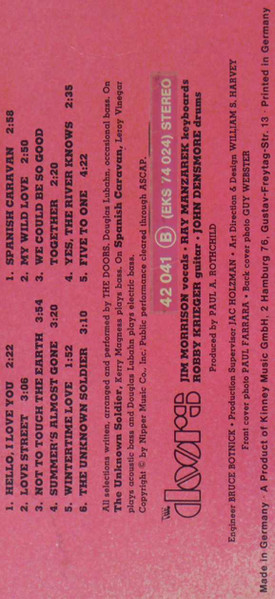 1. HELLO, I LOVE YOU 2:22
2. LOVE STREET 3:06
3. NOT TO TOUCH THE EARTH 3:54
4. SUMMER'S ALMOST GONE 3:20
5. WINTERTIME LOVE 1:52
6. THE UNKNOWN SOLDIER 3:10
1. SPANISH CARAVAN 2:58
2. MY WILD LOVE 2:50
3. WE COULD BE SO GOOD
TOGETHER 2:20
4. YES, THE RIVER KNOWS 2:35
5. FIVE TO ONE 4:22
All selections written, arranged and performed by THE DOORS. Douglas Lubahn, occasional bass. On
The Unknown Soldier, Kerry Magness plays bass. On Spanish Caravan, Leroy Vinegar
plays acoustic bass and Douglas Lubahn plays electric bass.
Copyright © by Nipper Music Co., Inc. Public performance cleared through ASCAP.
42 041 B (EKS 74 024) STEREO
THE DOORS
JIM MORRISON vocals · RAY MANZAREK keyboards
ROBBY KRIEGER guitar · JOHN DENSMORE drums
Produced by PAUL A. ROTHCHILD
Engineer BRUCE BOTNICK · Production Supervisor JAC HOLZMAN · Art Direction & Design WILLIAM S. HARVEY
Front cover photo PAUL FARRARA · Back cover photo GUY WEBSTER
Made in Germany · A Product of Kinney Music GmbH, 2 Hamburg 76, Gustav-Freytag-Str. 13 Printed in Germany